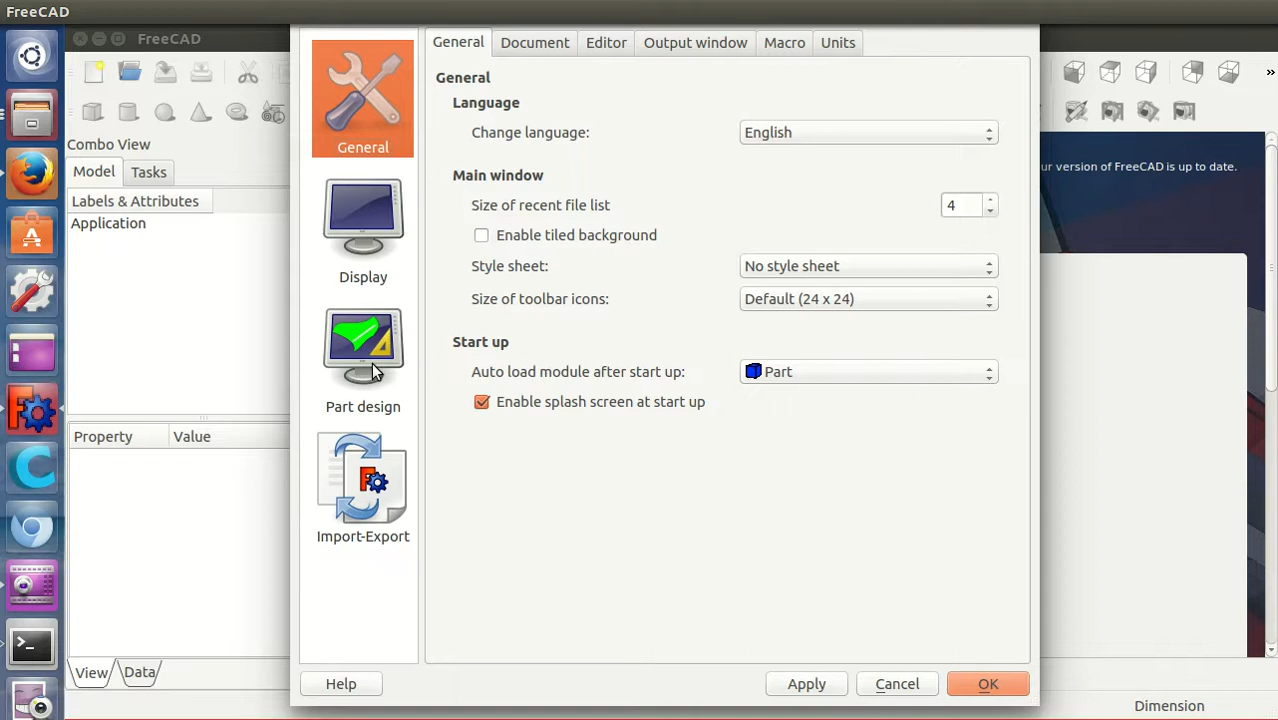 FreeCAD
FreeCAD
Combo View
Model
Tasks
Labels & Attributes
Application
Property
Value
View
Data
General
Display
Part design
Import-Export
General
Document
Editor
Output window
Macro
Units
General
Language
Change language:
English
Main window
Size of recent file list
4
Enable tiled background
Style sheet:
No style sheet
Size of toolbar icons:
Default (24 x 24)
Start up
Auto load module after start up:
Part
Enable splash screen at start up
Help
Apply
Cancel
OK
»
ur version of FreeCAD is up to date.
Dimension